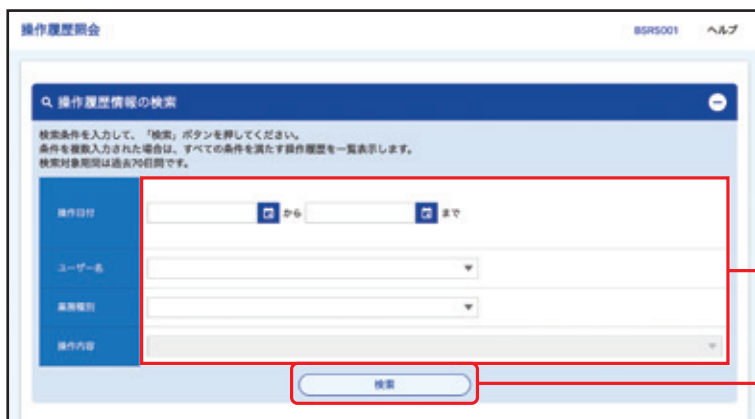 操作履歴照会
BSRS001 ヘルプ
操作履歴情報の検索
検索条件を入力して、「検索」ボタンを押してください。
条件を複数入力された場合は、すべての条件を満たす操作履歴を一覧表示します。
検索対象期間は過去70日間です。
操作日付 から まで
ユーザー名
業務種別
操作内容
検索